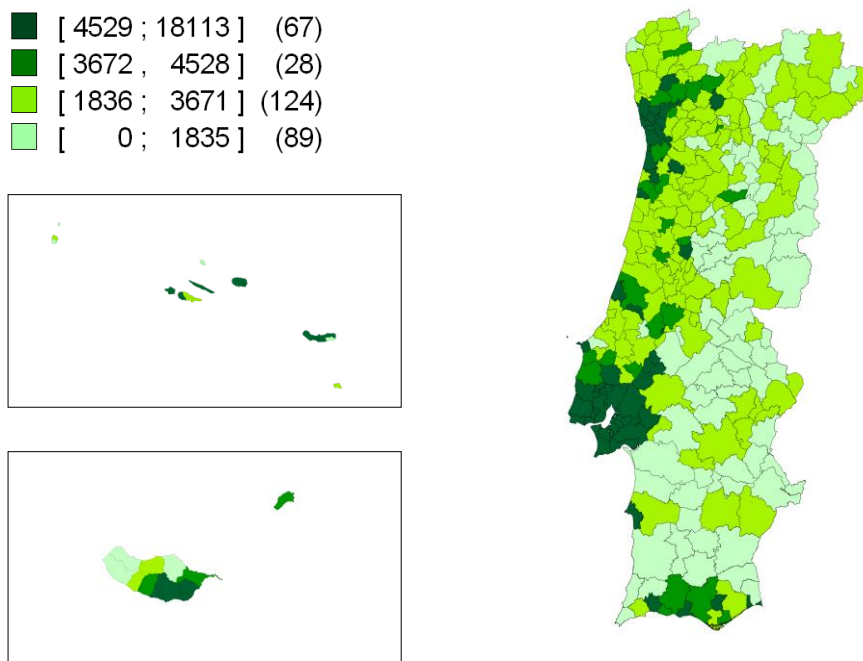 [ 4529 ; 18113 ] (67)
[ 3672 , 4528 ] (28)
[ 1836 ; 3671 ] (124)
[ 0 ; 1835 ] (89)